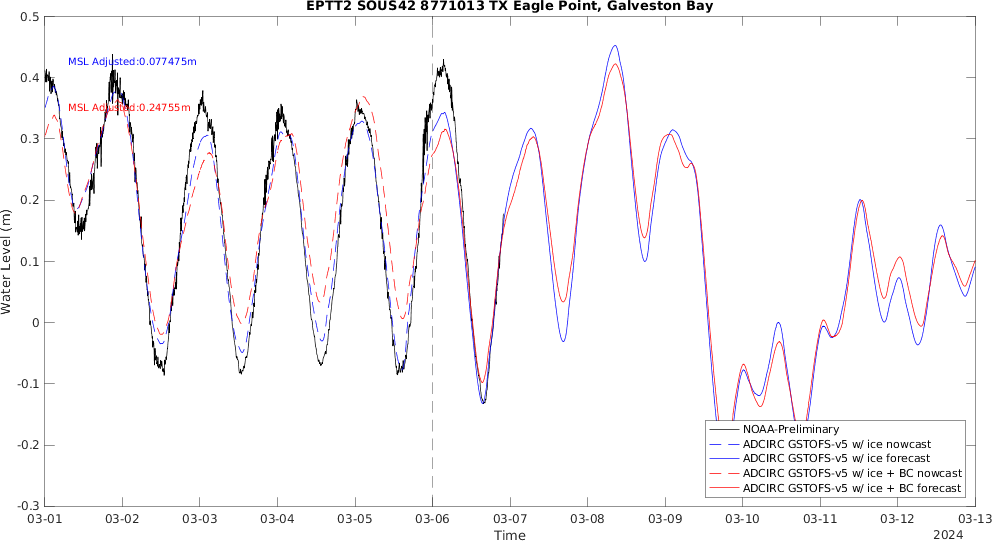 EPTT2 SOUS42 8771013 TX Eagle Point, Galveston Bay
0.5
0.4
0.3
0.2
0.1
0
-0.1
-0.2
-0.3
Water Level (m)
MSL Adjusted:0.077475m
MSL Adjusted:0.24755m
NOAA-Preliminary
ADCIRC GSTOFS-v5 w/ ice nowcast
ADCIRC GSTOFS-v5 w/ ice forecast
ADCIRC GSTOFS-v5 w/ ice + BC nowcast
ADCIRC GSTOFS-v5 w/ ice + BC forecast
03-01 03-02 03-03 03-04 03-05 03-06 03-07 03-08 03-09 03-10 03-11 03-12 03-13
Time
2024